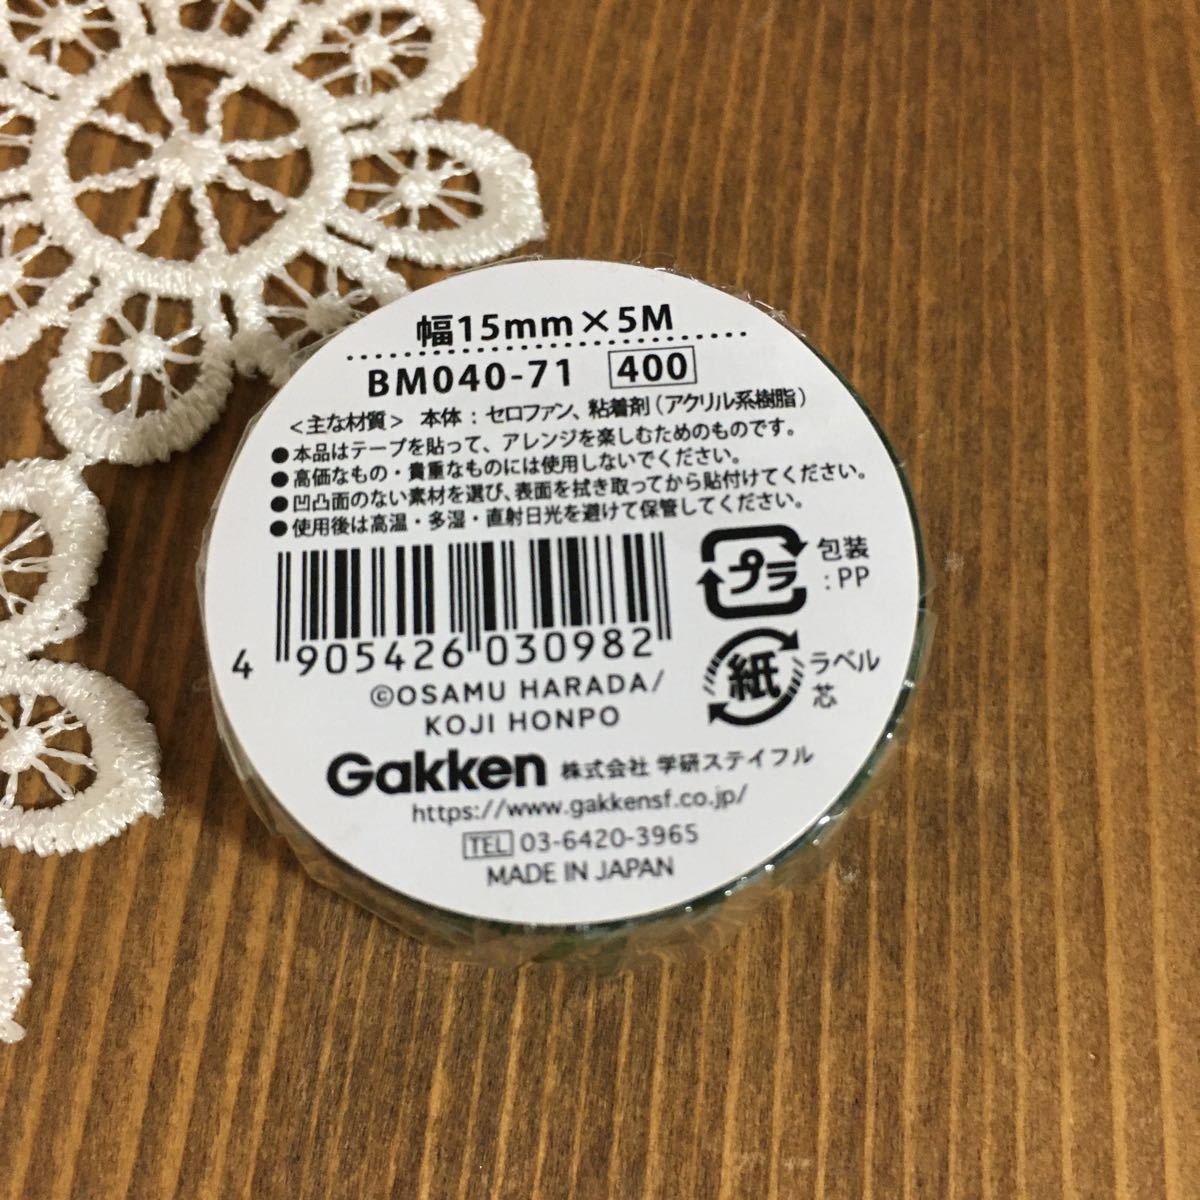 幅15mm×5M
BM040-71 400
<主な材質> 本体：セロファン、粘着剤（アクリル系樹脂）
●本品はテープを貼って、アレンジを楽しむためのものです。
●高価なもの・貴重なものには使用しないでください。
●凹凸面のない素材を選び、表面を拭き取ってから貼付けてください。
●使用後は高温・多湿・直射日光を避けて保管してください。
プラ 包装
:PP
紙 ラベル
芯
4 905426 030982
©OSAMU HARADA/
KOJI HONPO
Gakken 株式会社 学研ステイフル
https://www.gakkensf.co.jp/
TEL 03-6420-3965
MADE IN JAPAN